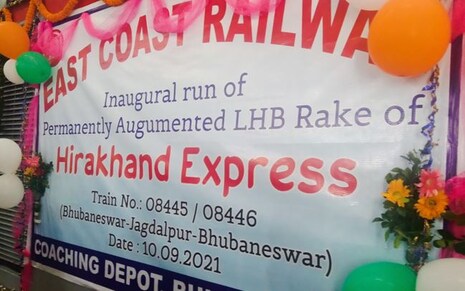 EAST COAST RAILWA
Inaugural run of
Permanently Augumented LHB Rake of
Hirakhand Express
Train No.: 08445 / 08446
(Bhubaneswar-Jagdalpur-Bhubaneswar)
Date : 10.09.2021
COACHING DEPOT